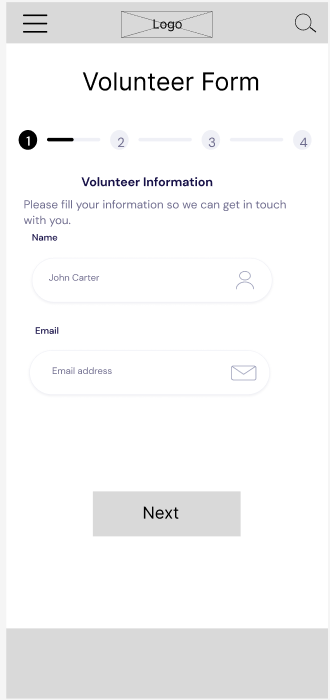 Logo
Volunteer Form
1 2 3 4
Volunteer Information
Please fill your information so we can get in touch
with you.
Name
John Carter
Email
Email address
Next